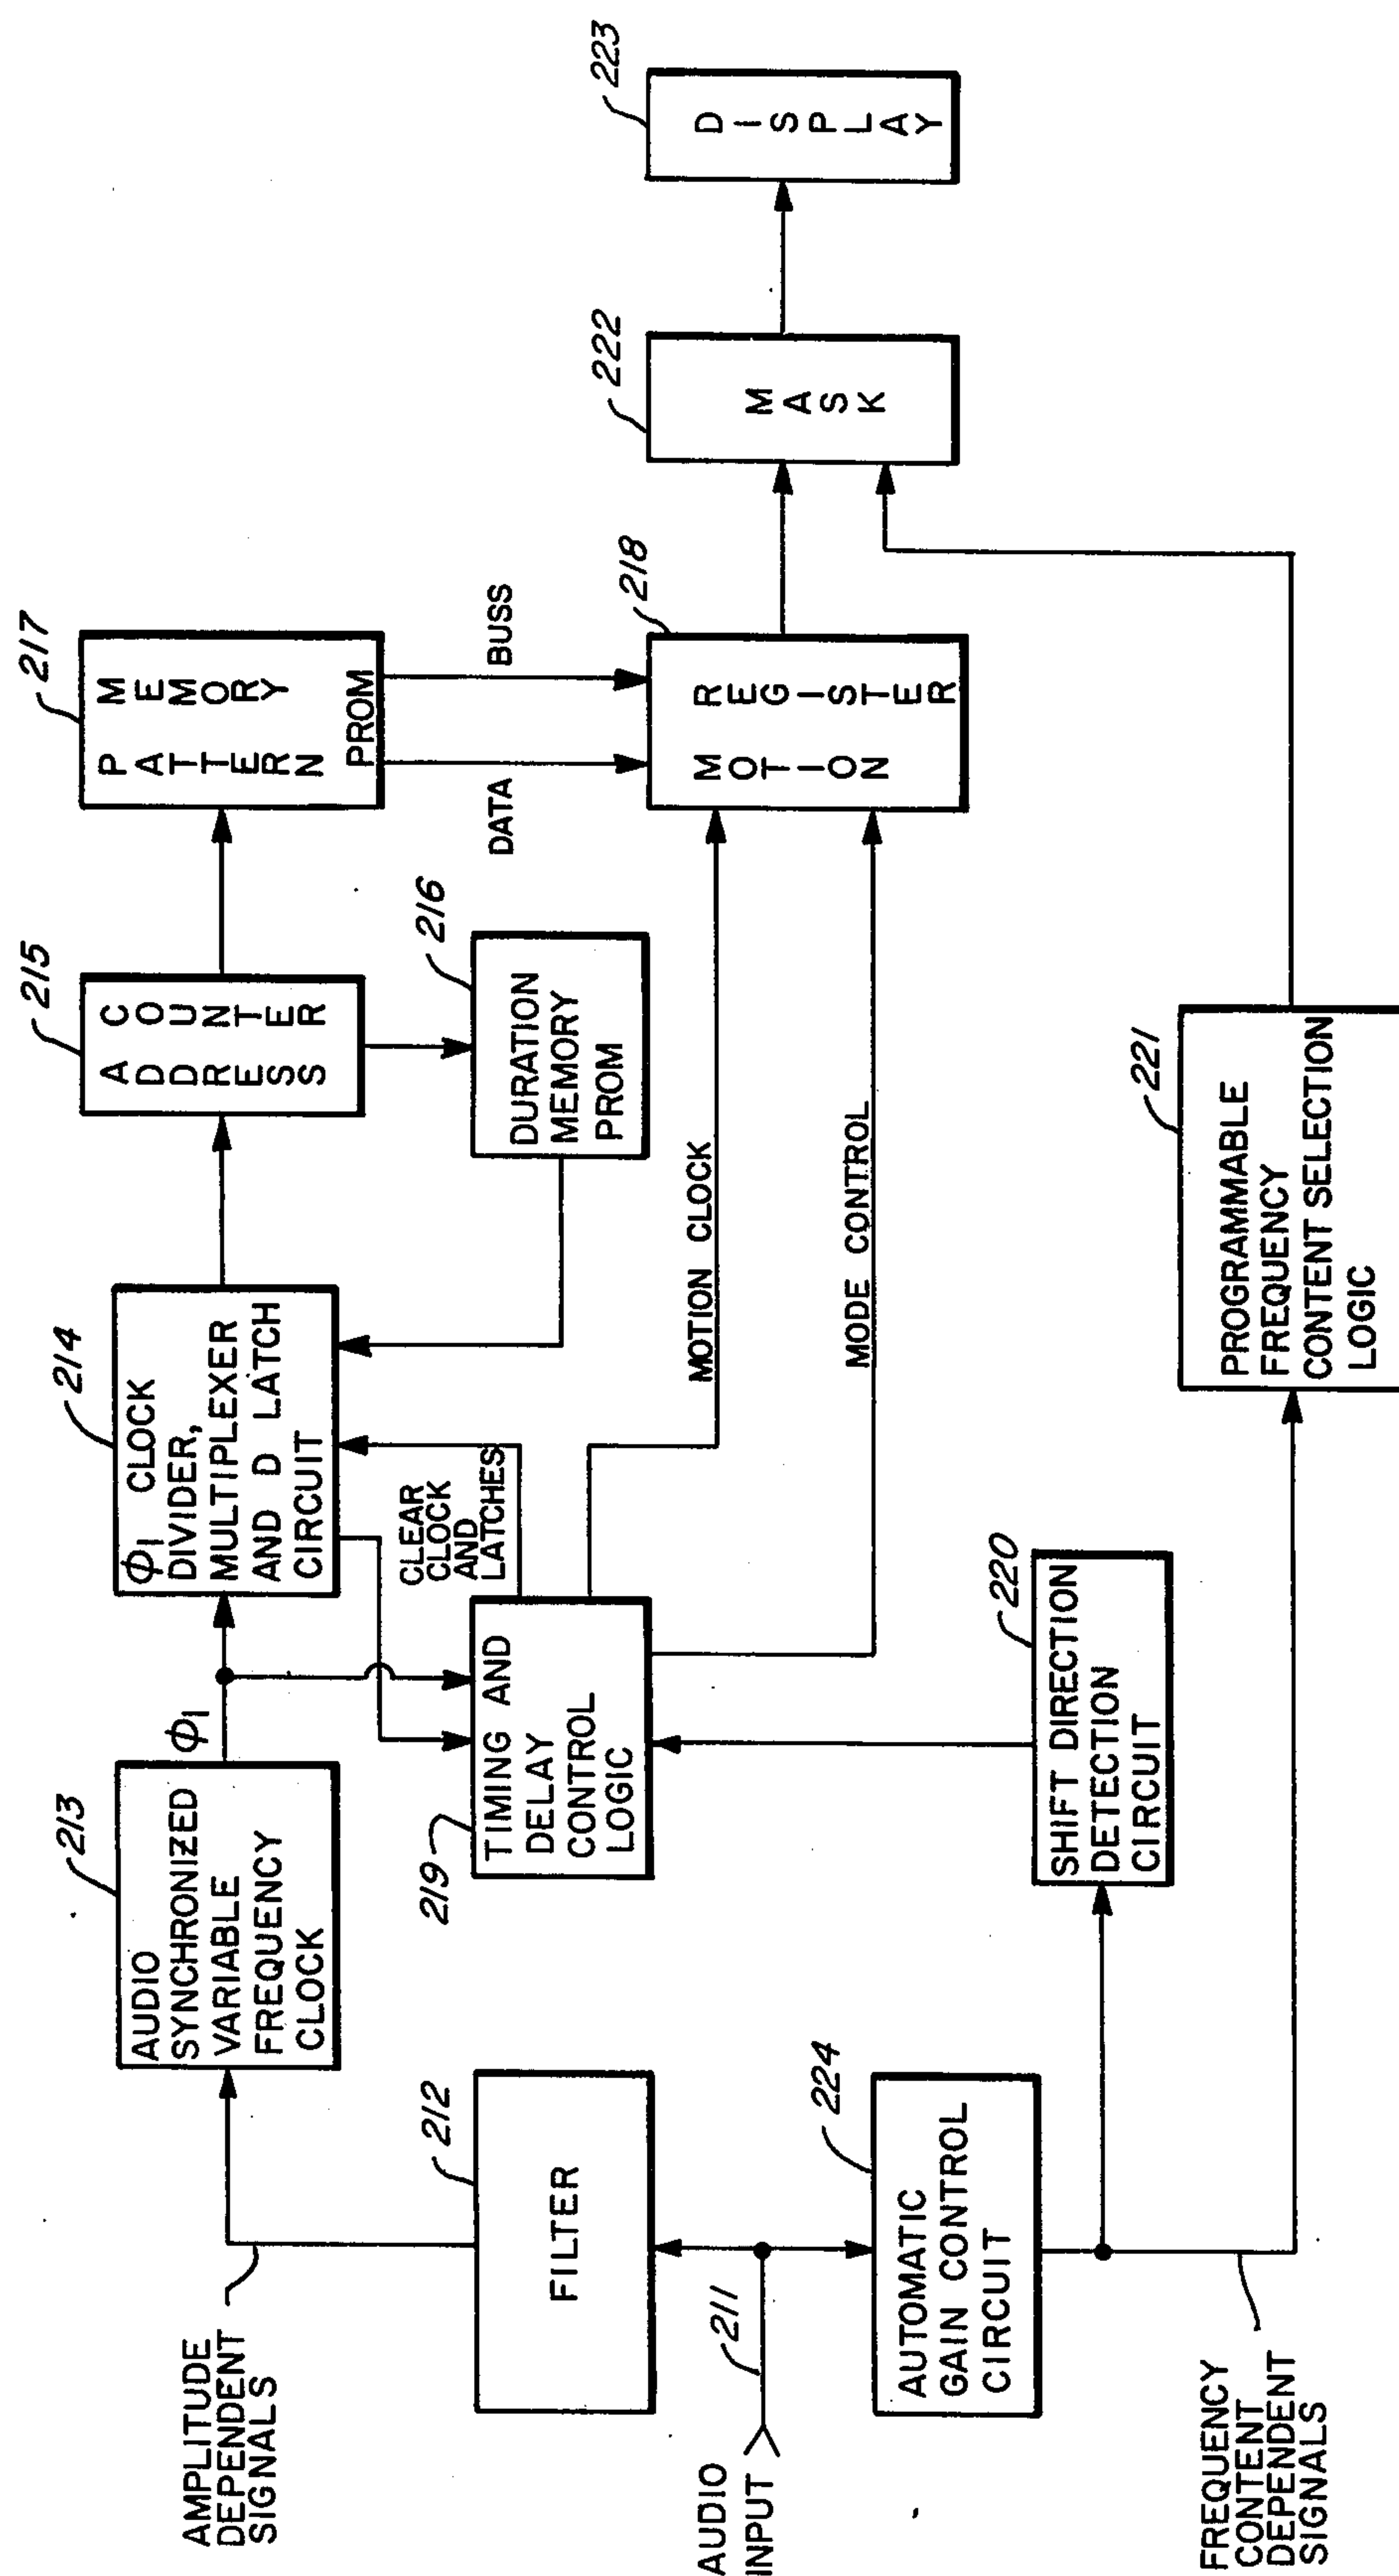 AMPLITUDE
DEPENDENT
SIGNALS
AUDIO
INPUT
211
FREQUENCY
CONTENT
DEPENDENT
SIGNALS
212
FILTER
224
AUTOMATIC
GAIN CONTROL
CIRCUIT
213
AUDIO
SYNCHRONIZED
VARIABLE
FREQUENCY
CLOCK
ϕ1
219
TIMING AND
DELAY
CONTROL
LOGIC
220
SHIFT DIRECTION
DETECTION
CIRCUIT
214
ϕ1 CLOCK
DIVIDER,
MULTIPLEXER
AND D LATCH
CIRCUIT
CLEAR
CLOCK
AND
LATCHES
MOTION CLOCK
MODE CONTROL
221
PROGRAMMABLE
FREQUENCY
CONTENT SELECTION
LOGIC
215
ADDRESS
COUNTER
216
DURATION
MEMORY
PROM
217
PATTERN
MEMORY
PROM
DATA
BUSS
218
MOTION
REGISTER
222
MASK
223
DISPLAY